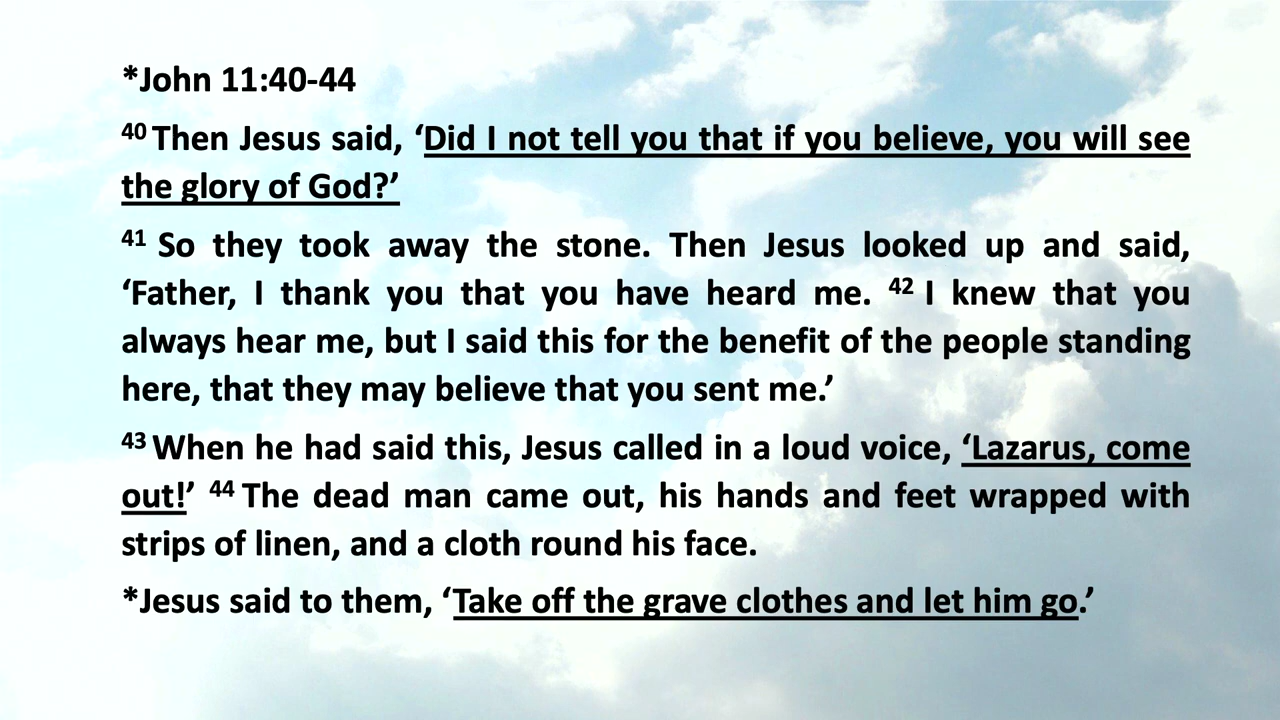 *John 11:40-44
40 Then Jesus said, ‘Did I not tell you that if you believe, you will see
the glory of God?’
41 So they took away the stone. Then Jesus looked up and said,
‘Father, I thank you that you have heard me. 42 I knew that you
always hear me, but I said this for the benefit of the people standing
here, that they may believe that you sent me.’
43 When he had said this, Jesus called in a loud voice, ‘Lazarus, come
out!’ 44 The dead man came out, his hands and feet wrapped with
strips of linen, and a cloth round his face.
*Jesus said to them, ‘Take off the grave clothes and let him go.’